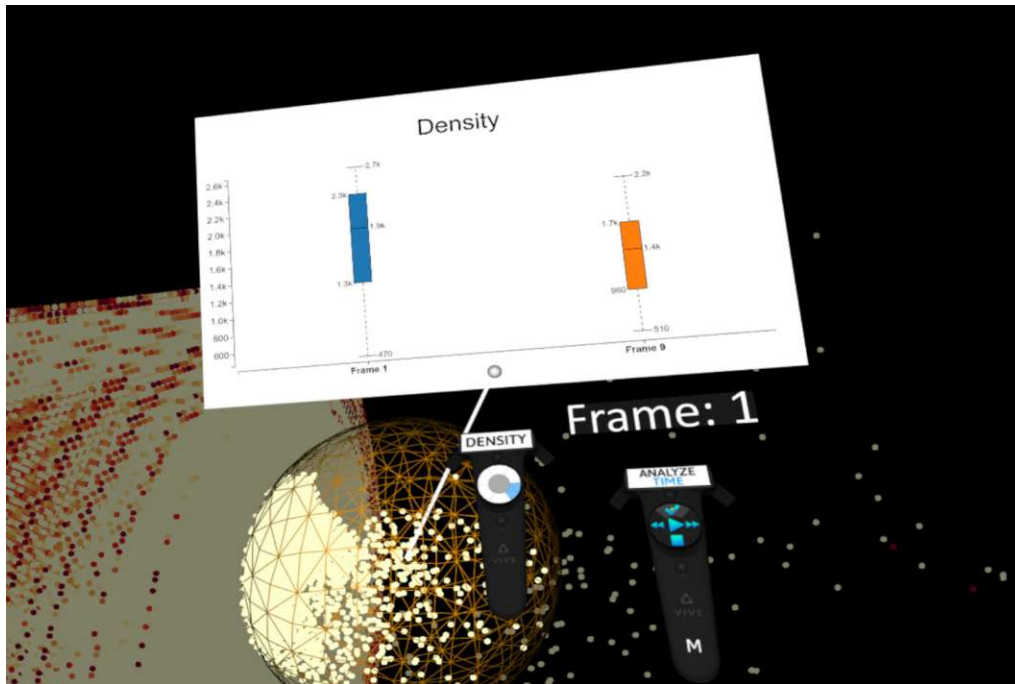 Density
2.6k
2.4k
2.2k
2.0k
1.8k
1.6k
1.4k
1.2k
1.0k
800
600
2.7k
2.3k
1.9k
1.3k
470
Frame 1
2.2k
1.7k
1.4k
960
510
Frame 9
Frame: 1
DENSITY
VIVE
ANALYZE
TIME
VIVE
M